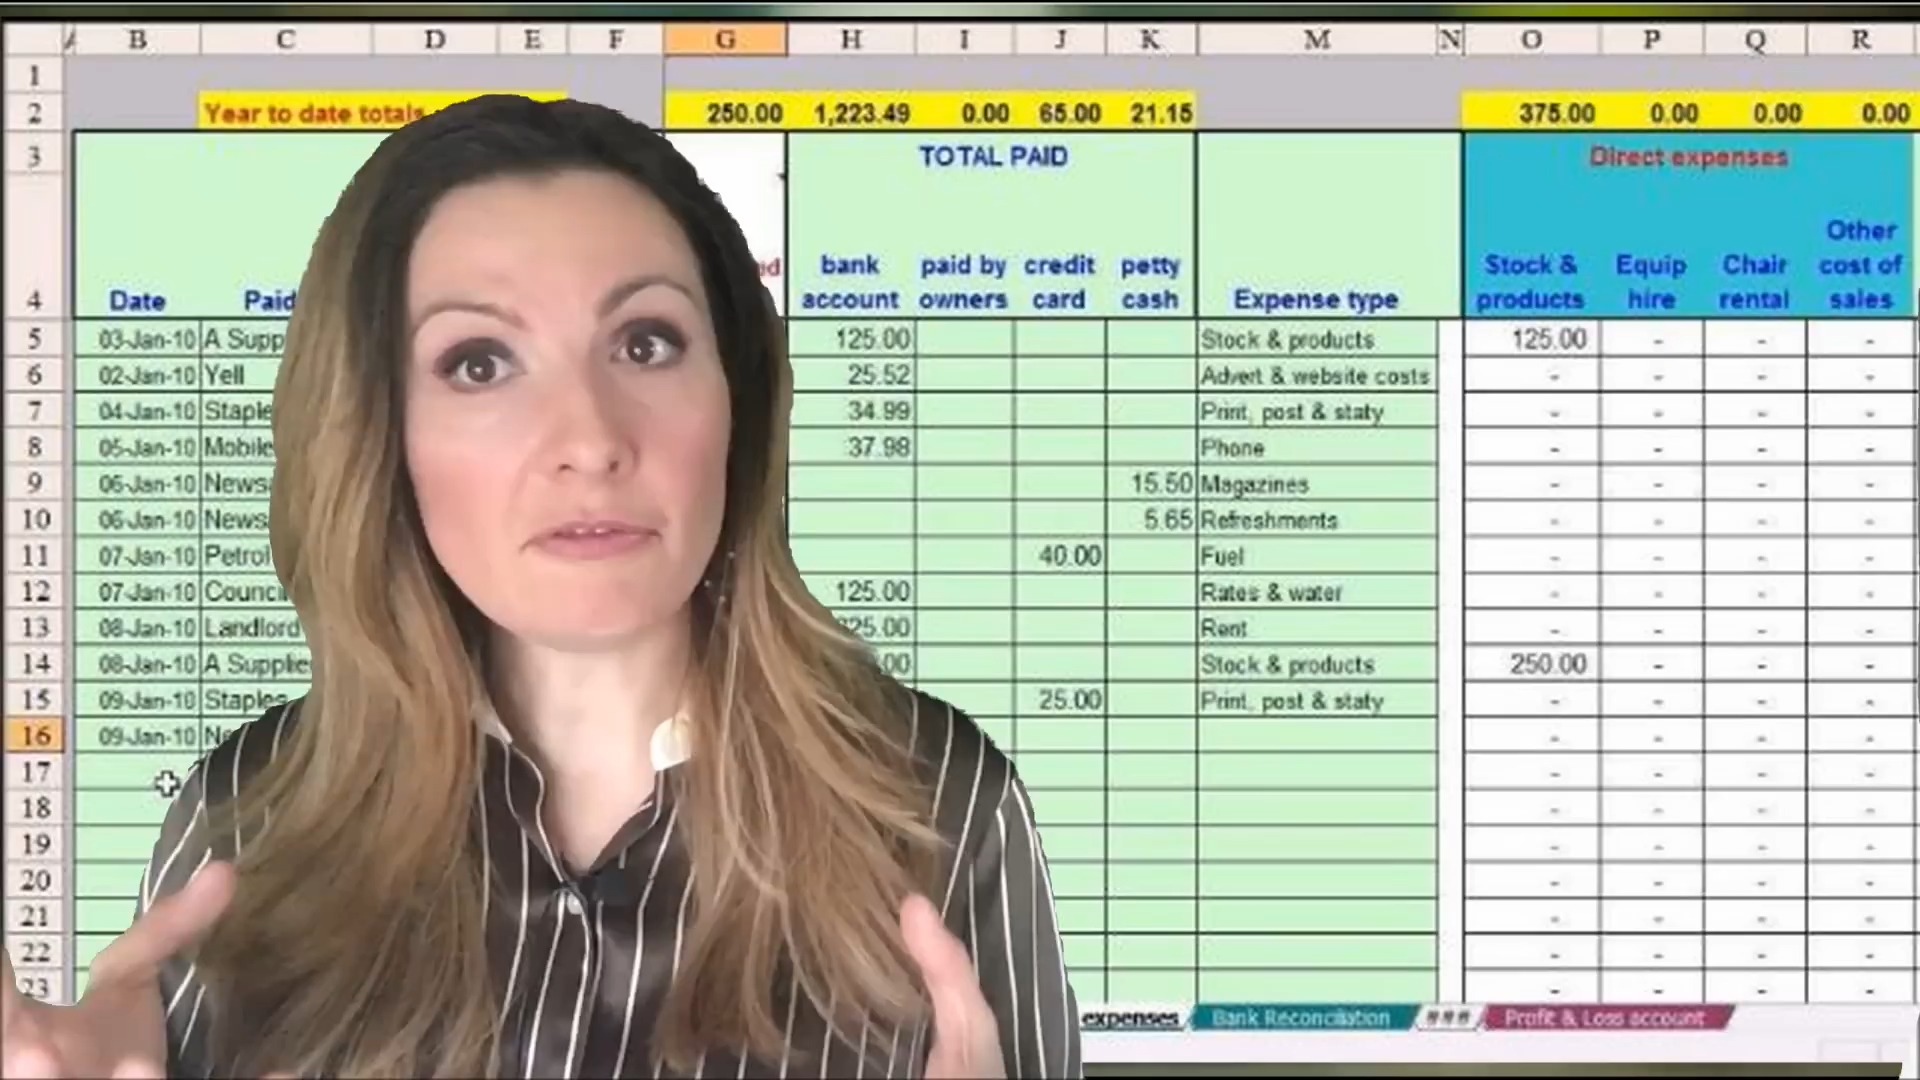 B C D E F G H I J K M N O P Q R
1
2 Year to date totals 250.00 1,223.49 0.00 65.00 21.15 375.00 0.00 0.00 0.00
3 TOTAL PAID Direct expenses
Other
bank paid by credit petty Stock & Equip Chair cost of
4 Date Paid account owners card cash Expense type products hire rental sales
5 03-Jan-10 A Supp 125.00 Stock & products 125.00 - - -
6 02-Jan-10 Yell 25.52 Advert & website costs - - - -
7 04-Jan-10 Staple 34.99 Print, post & staty - - - -
8 05-Jan-10 Mobile 37.98 Phone - - - -
9 06-Jan-10 News 15.50 Magazines - - - -
10 06-Jan-10 News 5.65 Refreshments - - - -
11 07-Jan-10 Petrol 40.00 Fuel - - - -
12 07-Jan-10 Counci 125.00 Rates & water - - - -
13 08-Jan-10 Landlord 25.00 Rent - - - -
14 08-Jan-10 A Supplie .00 Stock & products 250.00 - - -
15 09-Jan-10 Staples 25.00 Print, post & staty - - - -
16 09-Jan-10 Ne - - - -
17 - - - -
18 - - - -
19 - - - -
20 - - - -
21 - - - -
22 - - - -
23 - - - -
expenses Bank Reconciliation ### Profit & Loss account